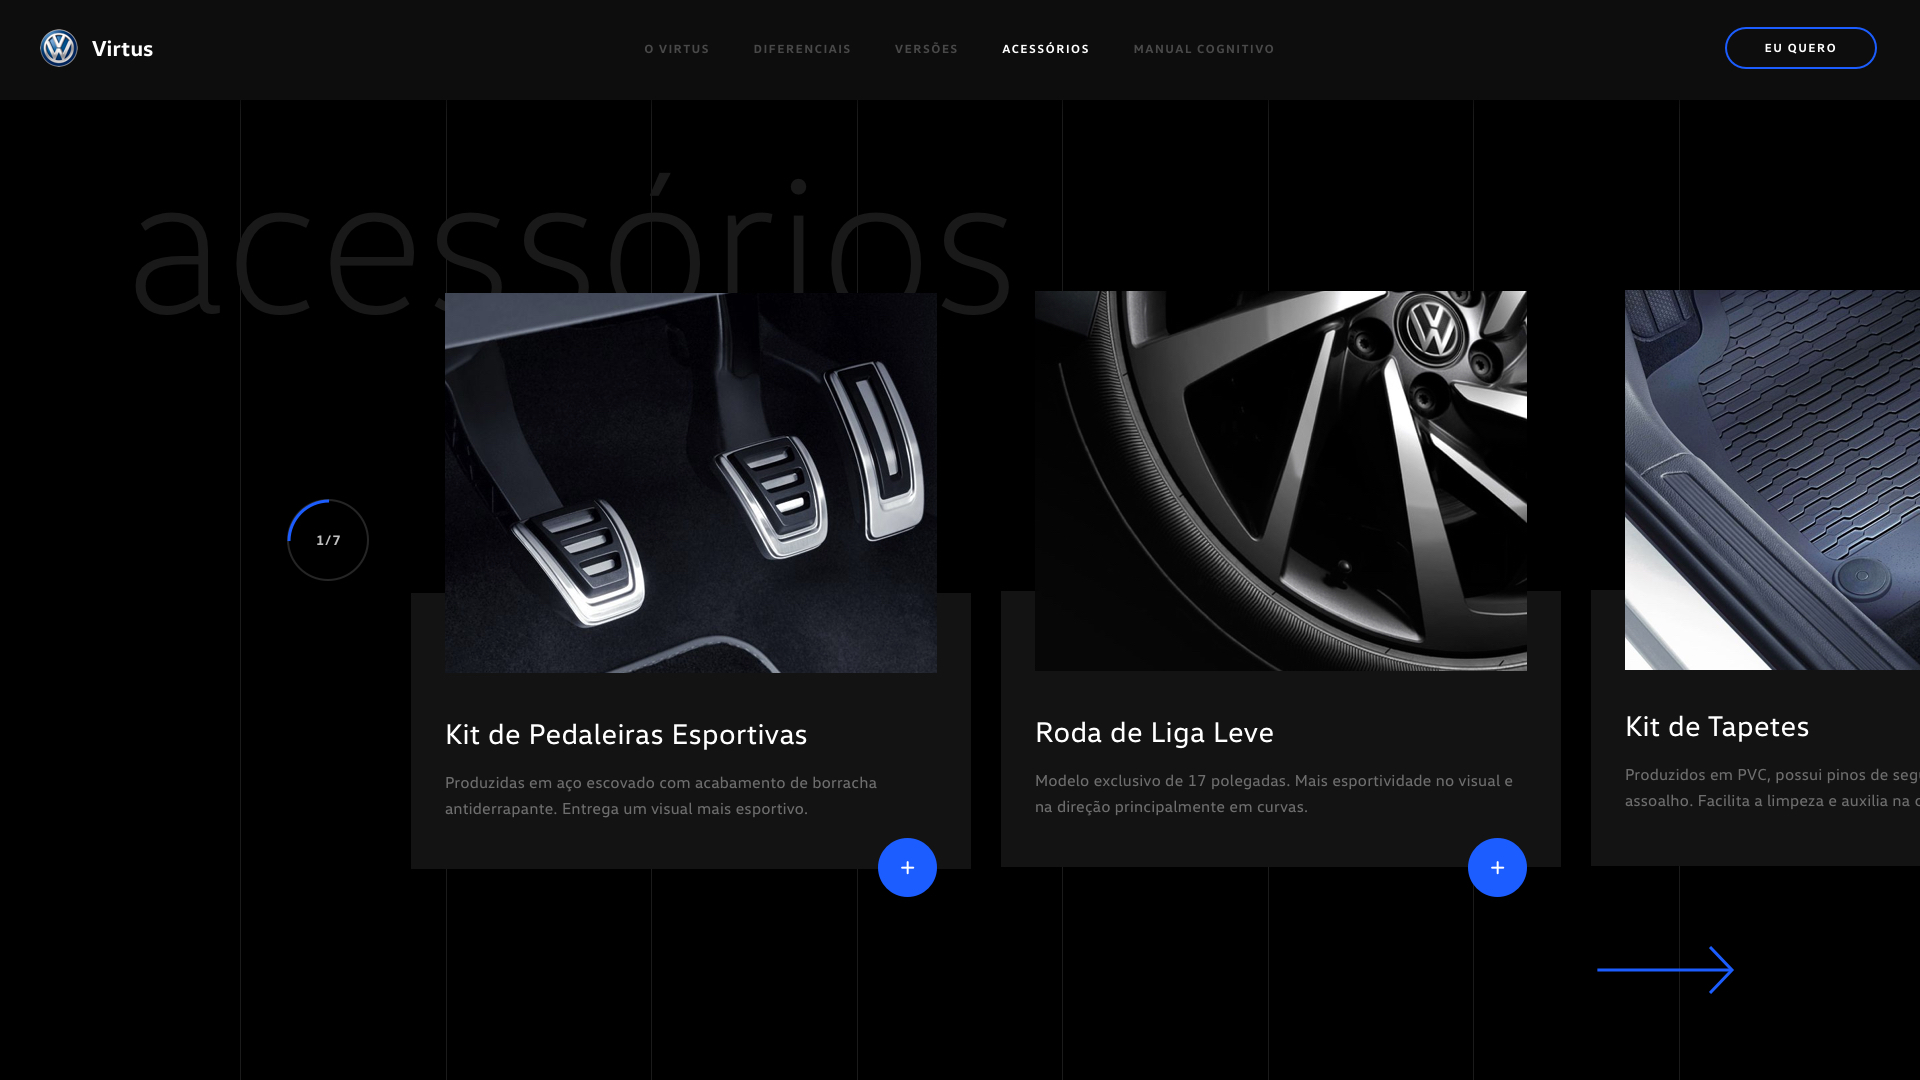 Virtus
O VIRTUS
DIFERENCIAIS
VERSÕES
ACESSÓRIOS
MANUAL COGNITIVO
EU QUERO
acessórios
1/7
Kit de Pedaleiras Esportivas
Produzidas em aço escovado com acabamento de borracha
antiderrapante. Entrega um visual mais esportivo.
+
Roda de Liga Leve
Modelo exclusivo de 17 polegadas. Mais esportividade no visual e
na direção principalmente em curvas.
+
Kit de Tapetes
Produzidos em PVC, possui pinos de
assoalho. Facilita a limpeza e auxilia na